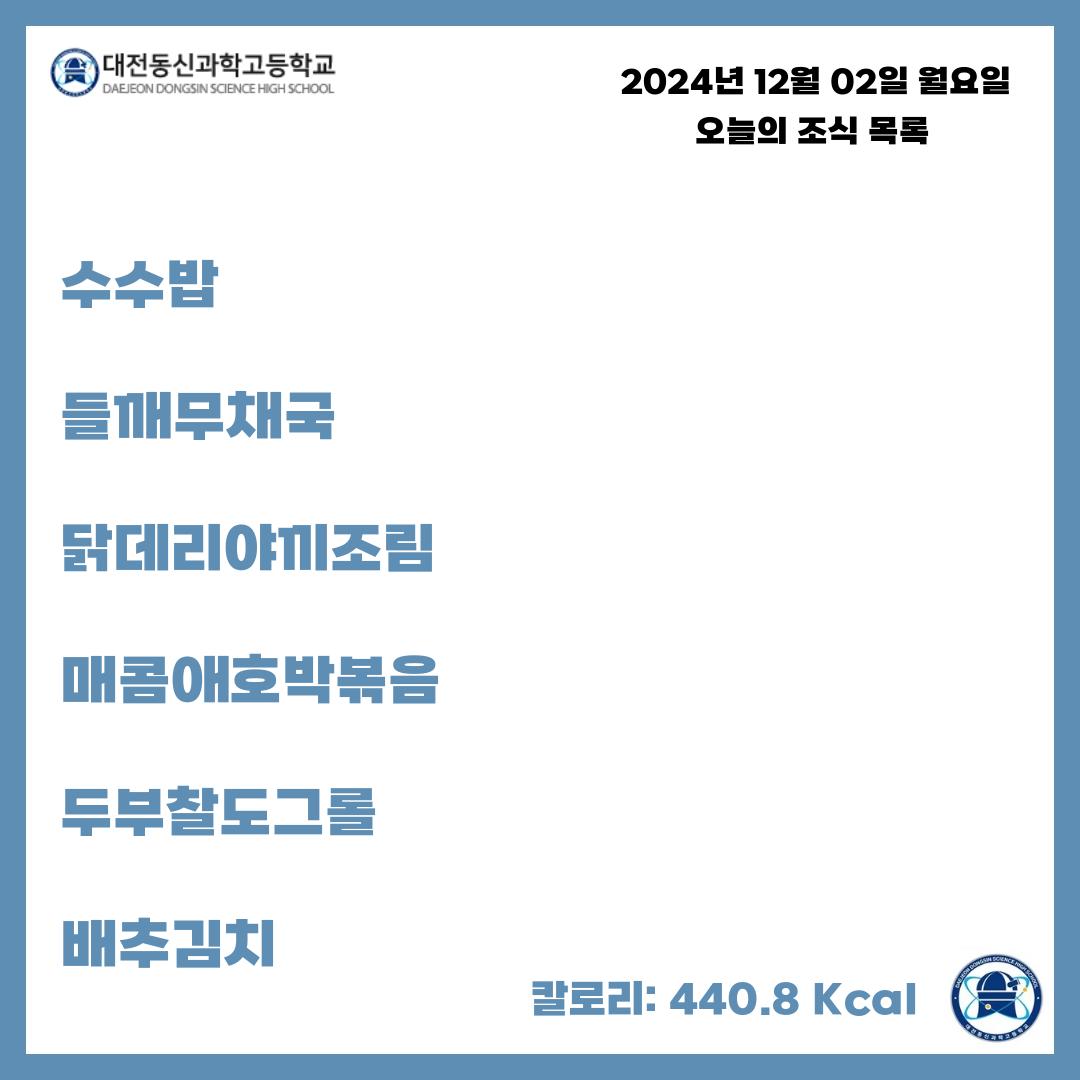 대전동신과학고등학교
DAEJEON DONGSIN SCIENCE HIGH SCHOOL
2024년 12월 02일 월요일
오늘의 조식 목록
수수밥
들깨무채국
닭데리야끼조림
매콤애호박볶음
두부찰도그롤
배추김치
칼로리: 440.8 Kcal
DAEJEON DONGSIN SCIENCE HIGH SCHOOL
대전동신과학고등학교